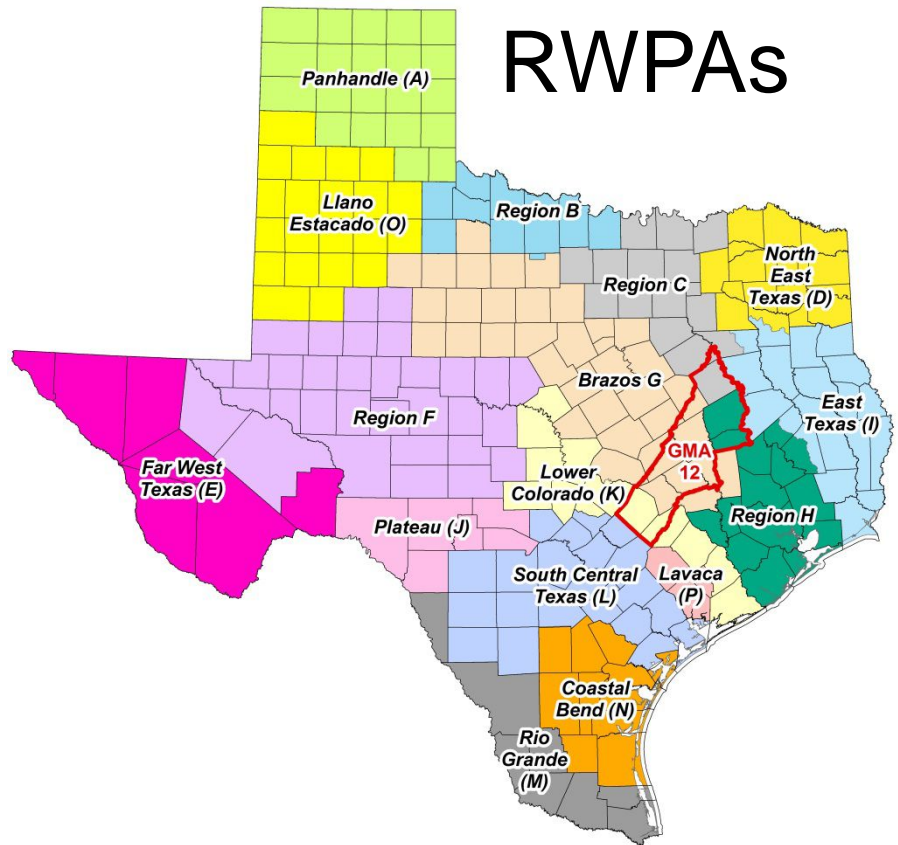 RWPAs
Panhandle (A)
Llano
Estacado (O)
Region B
North
East
Texas (D)
Region C
Brazos G
East
Texas (I)
Region F
GMA
12
Far West
Texas (E)
Lower
Colorado (K)
Region H
Plateau (J)
South Central
Texas (L)
Lavaca
(P)
Coastal
Bend (N)
Rio
Grande
(M)